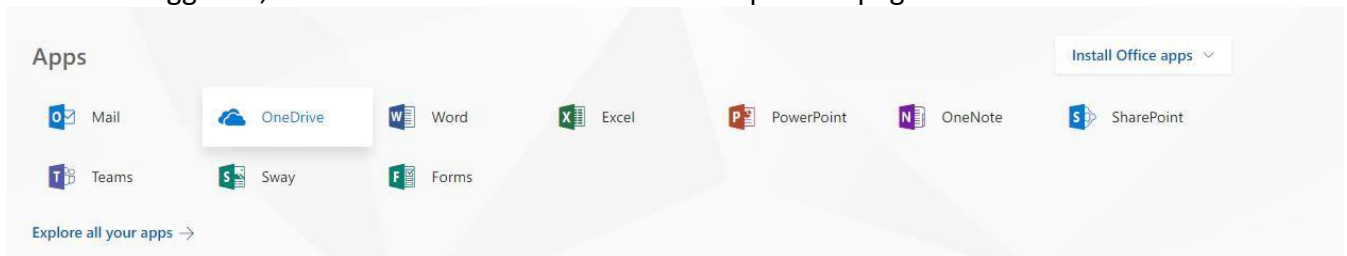 Apps
Install Office apps
Mail OneDrive Word Excel PowerPoint OneNote SharePoint
Teams Sway Forms
Explore all your apps →